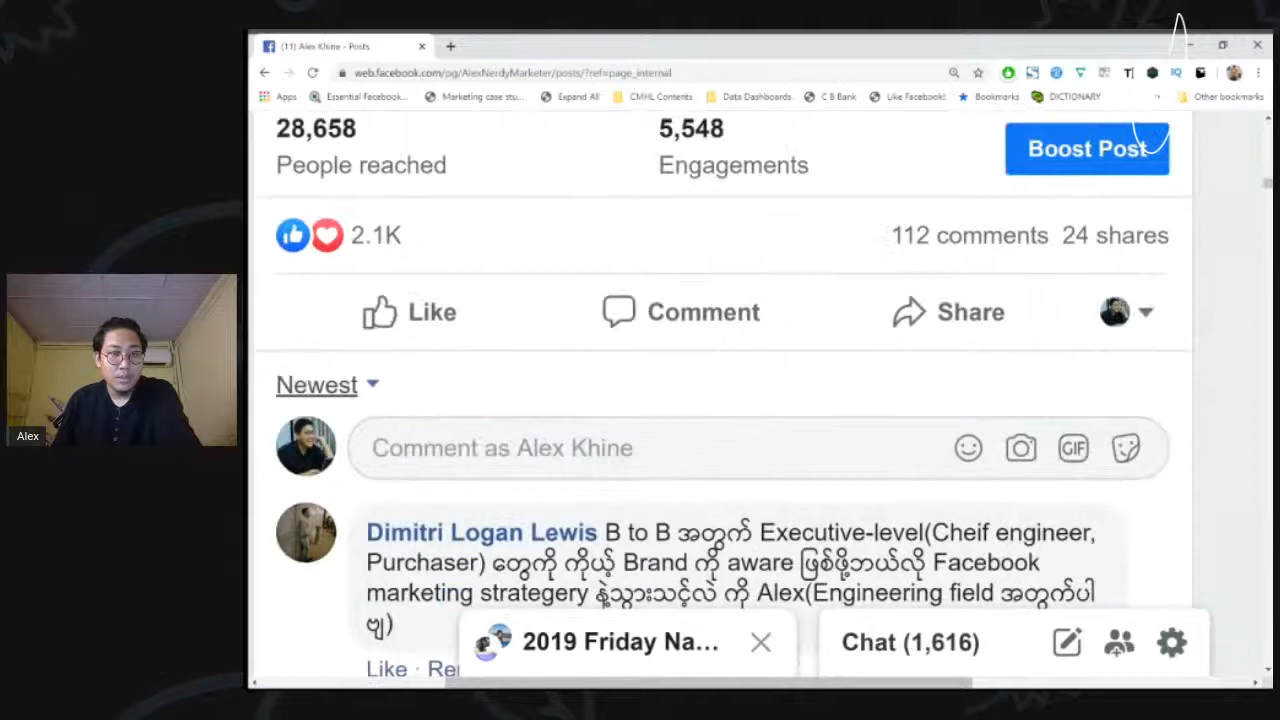 (11) Alex Khine - Posts
web.facebook.com/pg/AlexNerdyMarketer/posts/?ref=page_internal
Apps Essential Facebook... Marketing case stu... Expand All CMHL Contents Data Dashboards C B Bank Like Facebook! Bookmarks DICTIONARY Other bookmarks
28,658 5,548
People reached Engagements Boost Post
2.1K 112 comments 24 shares
Like Comment Share
Newest
Comment as Alex Khine GIF
Dimitri Logan Lewis B to B အတွက် Executive-level(Cheif engineer,
Purchaser) တွေကို ကိုယ့် Brand ကို aware ဖြစ်ဖို့ဘယ်လို Facebook
marketing strategery နဲ့သွားသင့်လဲ ကို Alex(Engineering field အတွက်ပါ
ဗျ)
2019 Friday Na... Chat (1,616)
Like
Alex